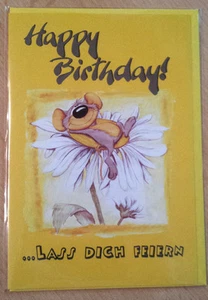 Happy
Birthday!
...LASS DICH FEIERN